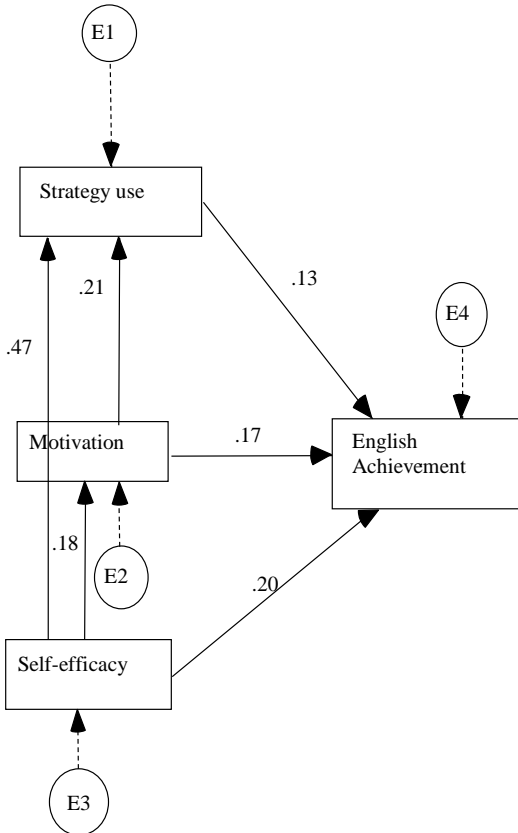 E1
Strategy use
.21
.13
E4
.47
Motivation
.17
English
Achievement
.18
E2
.20
Self-efficacy
E3